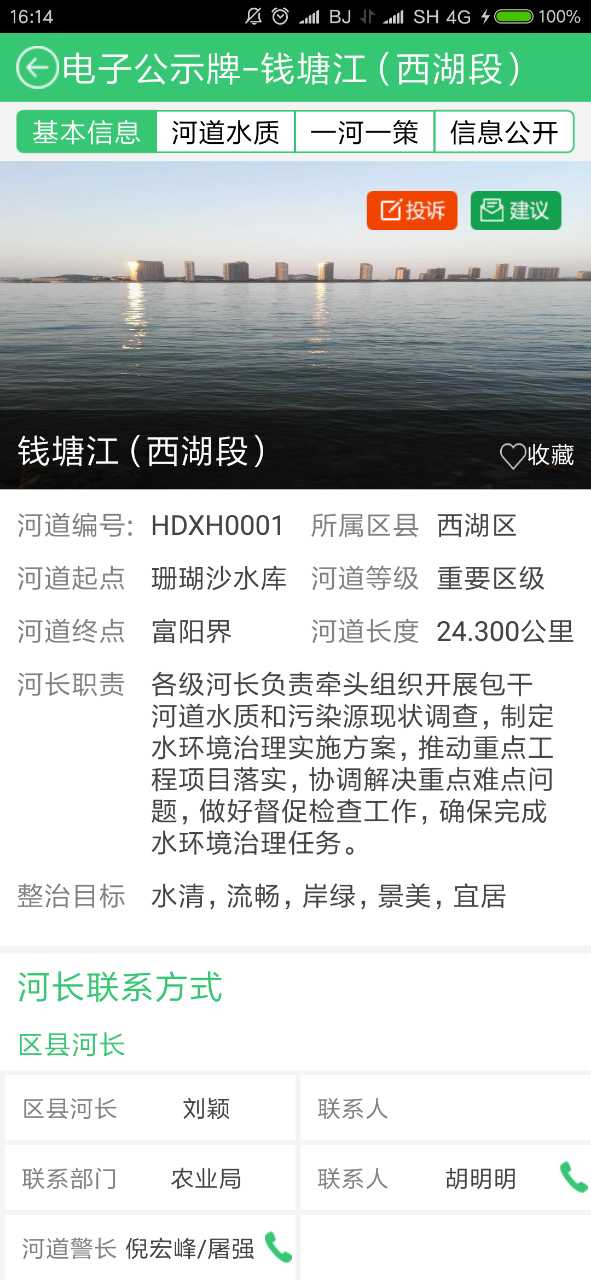 16:14 BJ SH 4G 100%
电子公示牌-钱塘江（西湖段）
基本信息 河道水质 一河一策 信息公开
投诉 建议
钱塘江（西湖段） 收藏
河道编号: HDXH0001 所属区县 西湖区
河道起点 珊瑚沙水库 河道等级 重要区级
河道终点 富阳界 河道长度 24.300公里
河长职责 各级河长负责牵头组织开展包干
河道水质和污染源现状调查，制定
水环境治理实施方案，推动重点工
程项目落实，协调解决重点难点问
题，做好督促检查工作，确保完成
水环境治理任务。
整治目标 水清，流畅，岸绿，景美，宜居
河长联系方式
区县河长
区县河长 刘颖 联系人
联系部门 农业局 联系人 胡明明
河道警长 倪宏峰/屠强